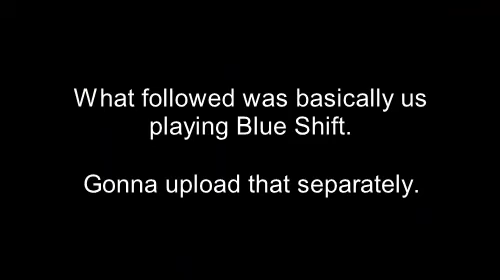 What followed was basically us
playing Blue Shift.
Gonna upload that separately.